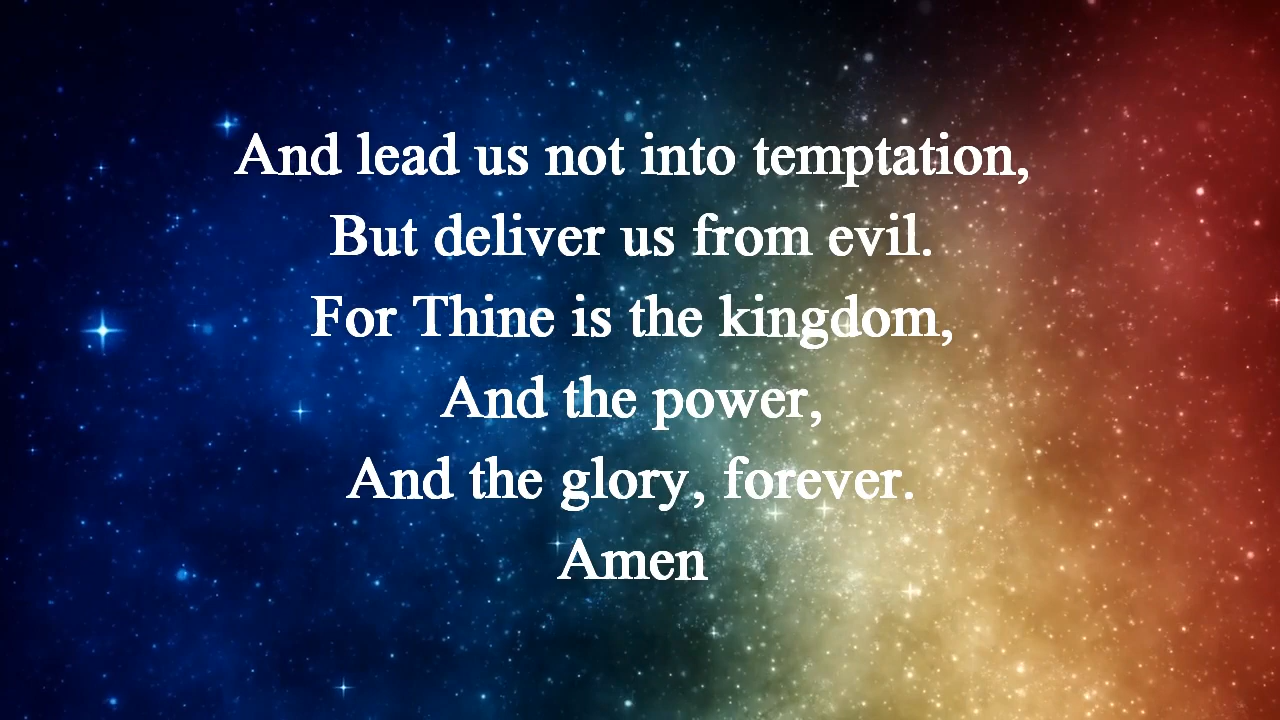 And lead us not into temptation,
But deliver us from evil.
For Thine is the kingdom,
And the power,
And the glory, forever.
Amen